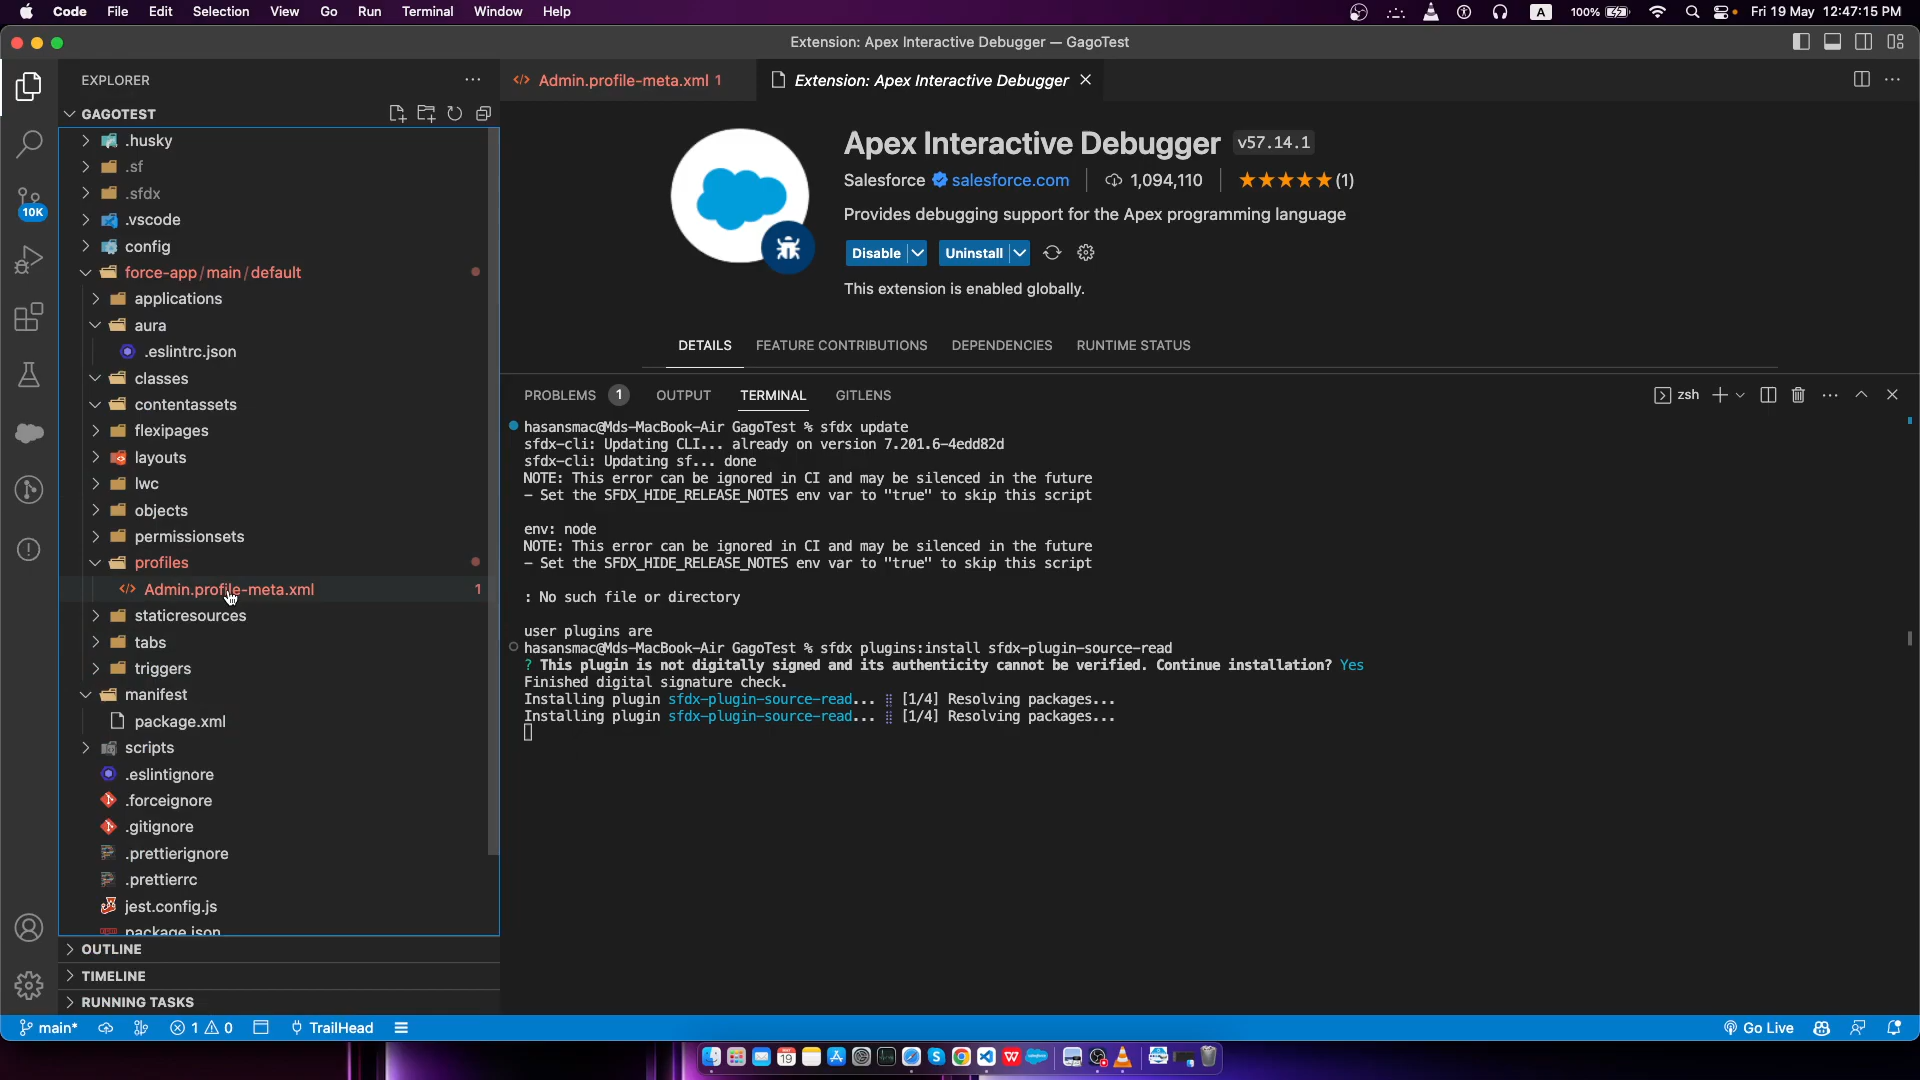 Code File Edit Selection View Go Run Terminal Window Help
A 100% Fri 19 May 12:47:15 PM
Extension: Apex Interactive Debugger — GagoTest
EXPLORER
GAGOTEST
.husky
.sf
.sfdx
.vscode
config
force-app/main/default
applications
aura
.eslintrc.json
classes
contentassets
flexipages
layouts
lwc
objects
permissionsets
profiles
Admin.profile-meta.xml 1
staticresources
tabs
triggers
manifest
package.xml
scripts
.eslintignore
.forceignore
.gitignore
.prettierignore
.prettierrc
jest.config.js
package.json
OUTLINE
TIMELINE
RUNNING TASKS
10K
Admin.profile-meta.xml 1
Extension: Apex Interactive Debugger
Apex Interactive Debugger v57.14.1
Salesforce salesforce.com 1,094,110 (1)
Provides debugging support for the Apex programming language
Disable Uninstall
This extension is enabled globally.
DETAILS FEATURE CONTRIBUTIONS DEPENDENCIES RUNTIME STATUS
PROBLEMS 1 OUTPUT TERMINAL GITLENS
zsh
hasansmac@Mds-MacBook-Air GagoTest % sfdx update
sfdx-cli: Updating CLI... already on version 7.201.6-4edd82d
sfdx-cli: Updating sf... done
NOTE: This error can be ignored in CI and may be silenced in the future
- Set the SFDX_HIDE_RELEASE_NOTES env var to "true" to skip this script
env: node
NOTE: This error can be ignored in CI and may be silenced in the future
- Set the SFDX_HIDE_RELEASE_NOTES env var to "true" to skip this script
: No such file or directory
user plugins are
hasansmac@Mds-MacBook-Air GagoTest % sfdx plugins:install sfdx-plugin-source-read
? This plugin is not digitally signed and its authenticity cannot be verified. Continue installation? Yes
Finished digital signature check.
Installing plugin sfdx-plugin-source-read... ⣾ [1/4] Resolving packages...
Installing plugin sfdx-plugin-source-read... ⣾ [1/4] Resolving packages...
main* 1 0 TrailHead
Go Live